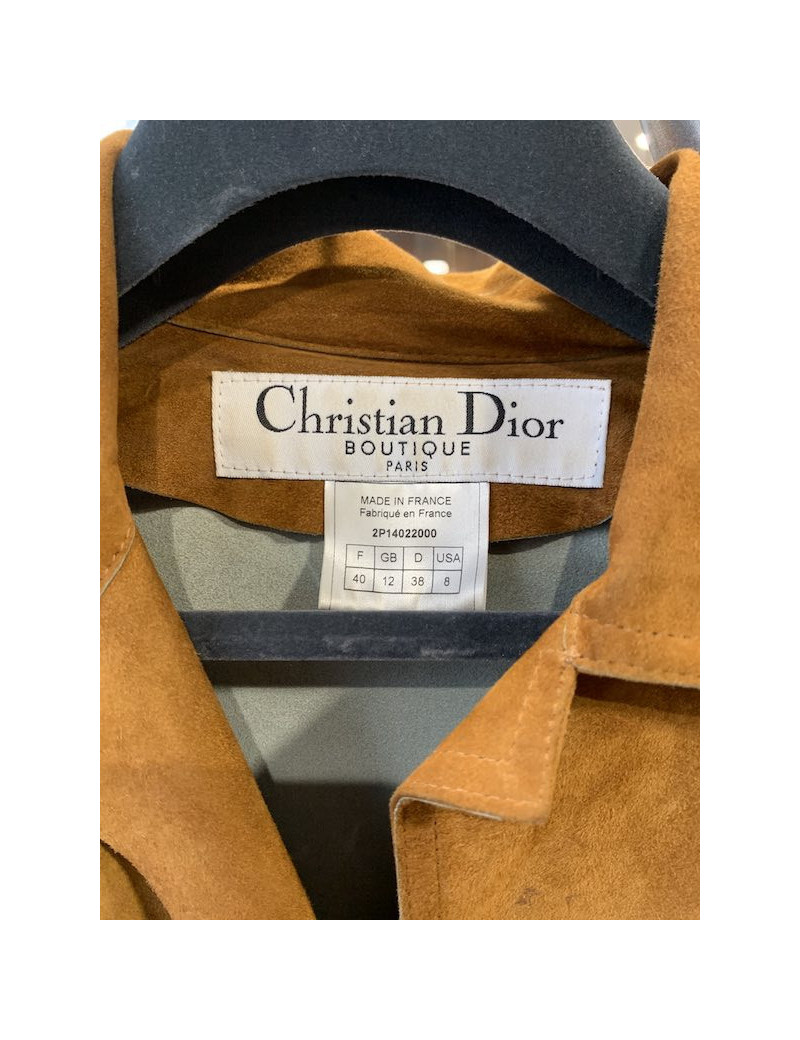 Christian Dior
BOUTIQUE
PARIS
MADE IN FRANCE
Fabriqué en France
2P14022000
F GB D USA
40 12 38 8